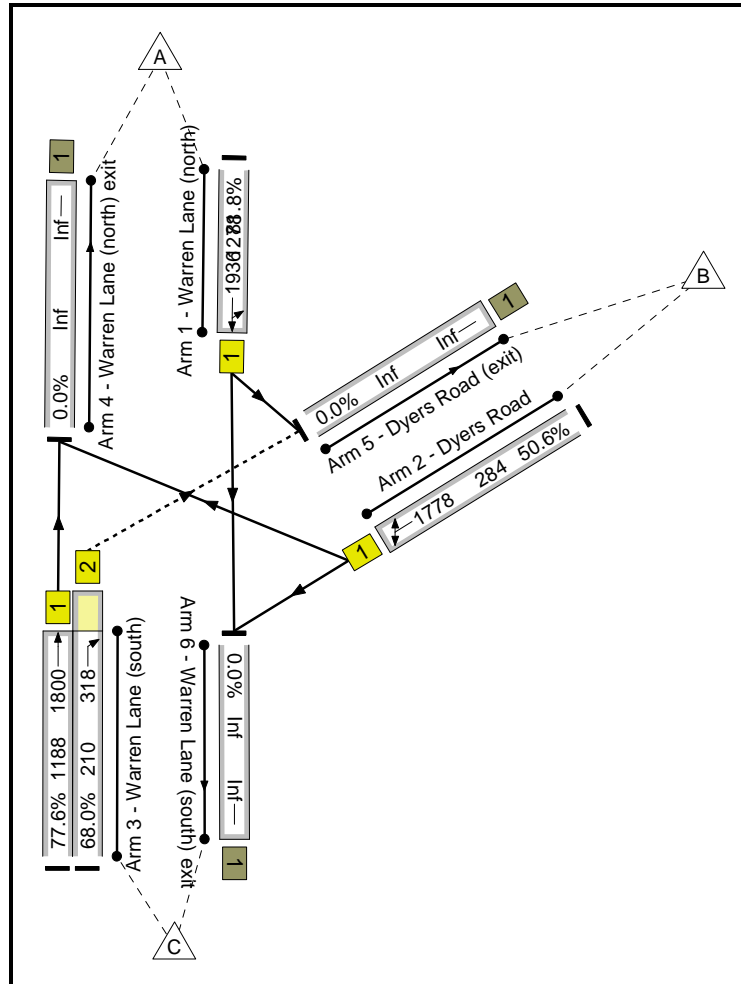 A
1
Inf
Inf
0.0%
Arm 4 - Warren Lane (north) exit
Arm 1 - Warren Lane (north)
1
B
1
0.0% Inf Inf
Arm 5 - Dyers Road (exit)
Arm 2 - Dyers Road
1778 284 50.6%
1
2
1
77.6% 1188 1800
68.0% 210 318
Arm 3 - Warren Lane (south)
Arm 6 - Warren Lane (south) exit
0.0% Inf Inf
1
C